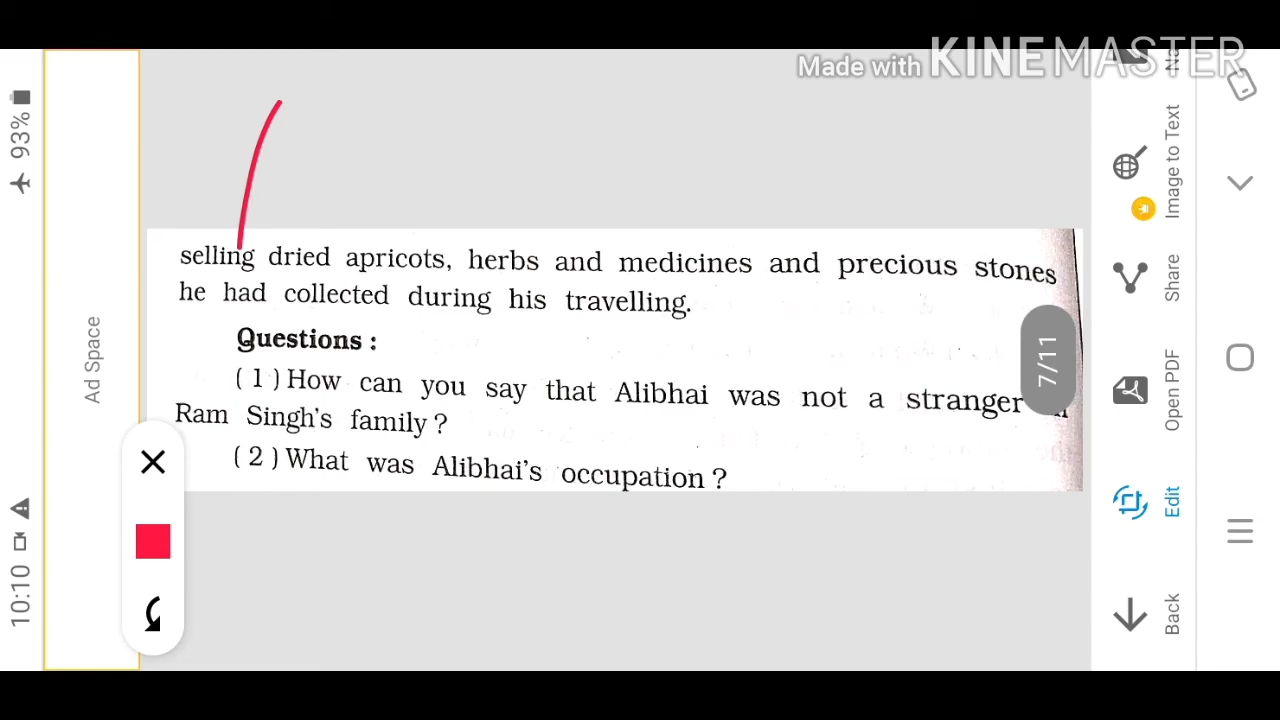 Made with KINEMASTER
selling dried apricots, herbs and medicines and precious stones
he had collected during his travelling.
Questions :
( 1 ) How can you say that Alibhai was not a stranger
Ram Singh's family ?
( 2 ) What was Alibhai's occupation ?
7/11
93%
10:10
Ad Space
Image to Text
Share
Open PDF
Edit
Back